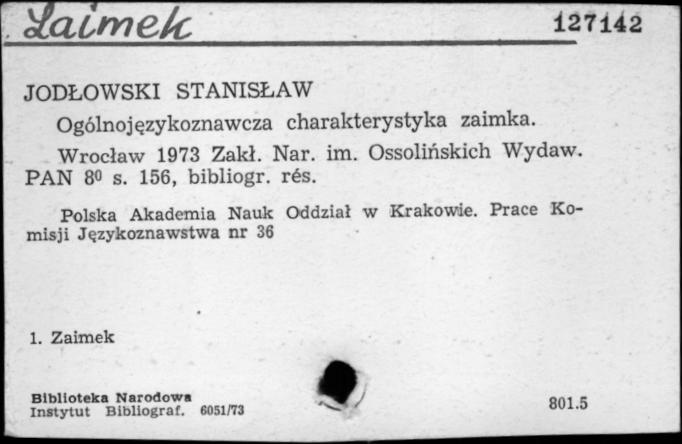 Zaimek 127142
JODŁOWSKI STANISŁAW
Ogólnojęzykoznawcza charakterystyka zaimka.
Wrocław 1973 Zakł. Nar. im. Ossolińskich Wydaw.
PAN 8⁰ s. 156, bibliogr. rés.
Polska Akademia Nauk Oddział w Krakowie. Prace Ko-
misji Językoznawstwa nr 36
1. Zaimek
Biblioteka Narodowa
Instytut Bibliograf. 6051/73 801.5